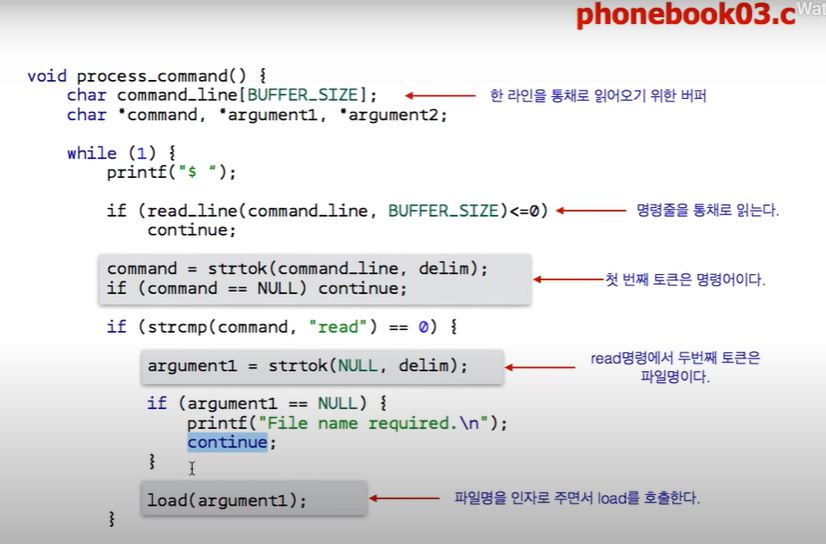 phonebook03.c
Wat
void process_command() {
char command_line[BUFFER_SIZE];
한 라인을 통채로 읽어오기 위한 버퍼
char *command, *argument1, *argument2;
while (1) {
printf("$ “);
if (read_line(command_line, BUFFER_SIZE)<=0)
명령줄을 통채로 읽는다.
continue;
command = strtok(command_line, delim);
if (command == NULL) continue;
첫 번째 토큰은 명령어이다.
if (strcmp(command, "read") == 0) {
argument1 = strtok(NULL, delim);
read명령에서 두번째 토큰은
파일명이다.
if (argument1 == NULL) {
printf("File name required.\n");
continue;
}
load(argument1);
파일명을 인자로 주면서 load를 호출한다.
}